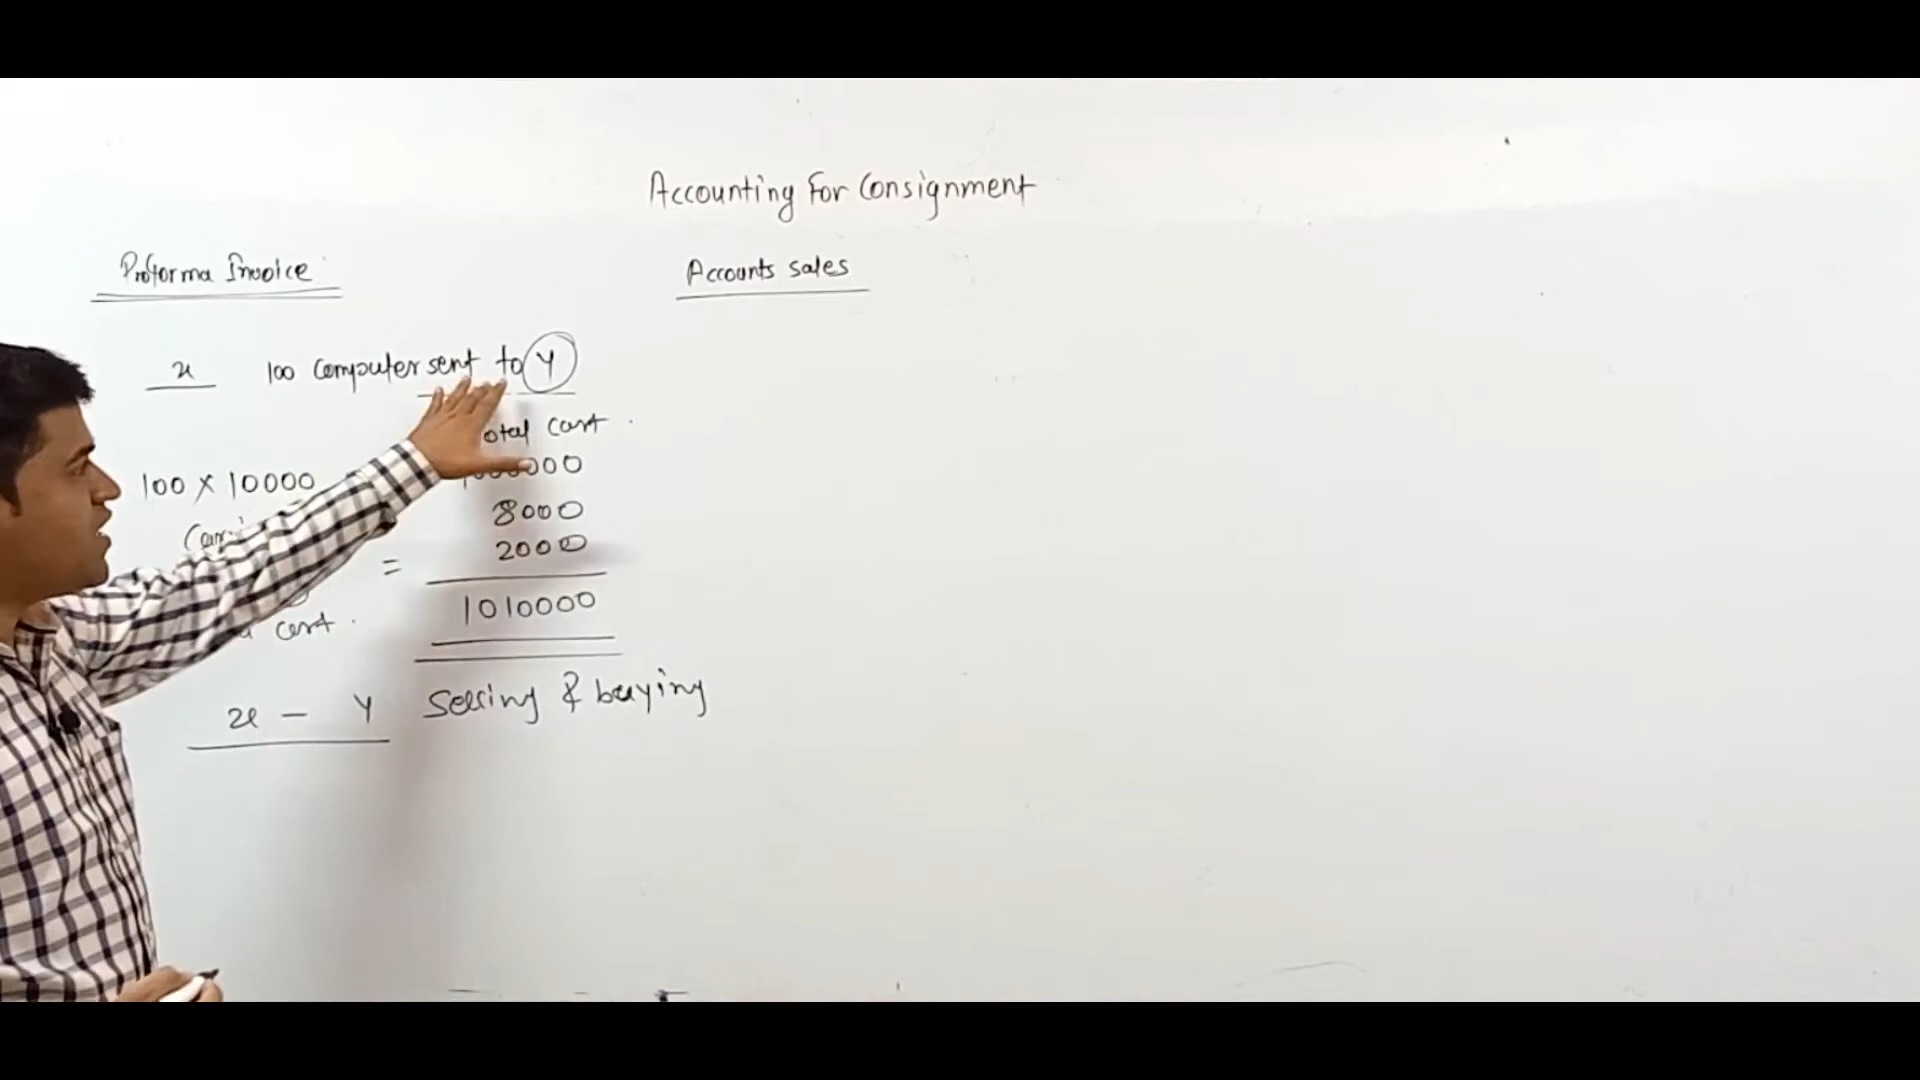 Accounting For Consignment
Proforma Invoice
Accounts sales
x 100 Computer sent to Y
otal cost
100 x 10000
8000
2000
=
1010000
cost
x - Y Selling & buying